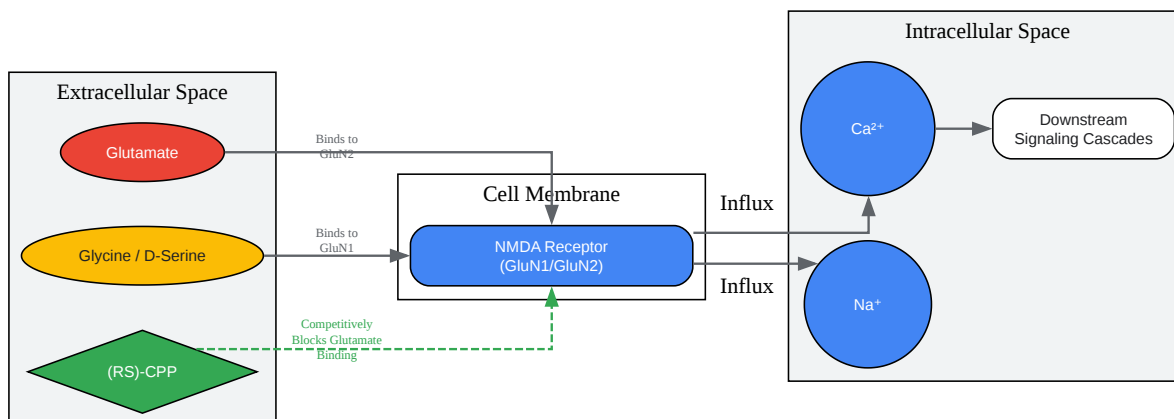 Extracellular Space
Glutamate
Glycine / D-Serine
(RS)-CPP
Binds to
GluN2
Binds to
GluN1
Competitively
Blocks Glutamate
Binding
Cell Membrane
NMDA Receptor
(GluN1/GluN2)
Influx
Influx
Intracellular Space
Ca²⁺
Na⁺
Downstream
Signaling Cascades